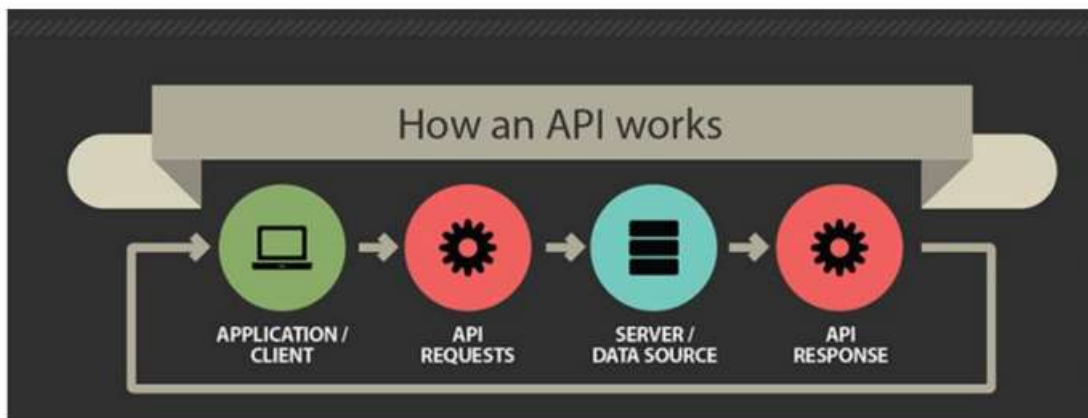 How an API works
APPLICATION /
CLIENT
API
REQUESTS
SERVER /
DATA SOURCE
API
RESPONSE